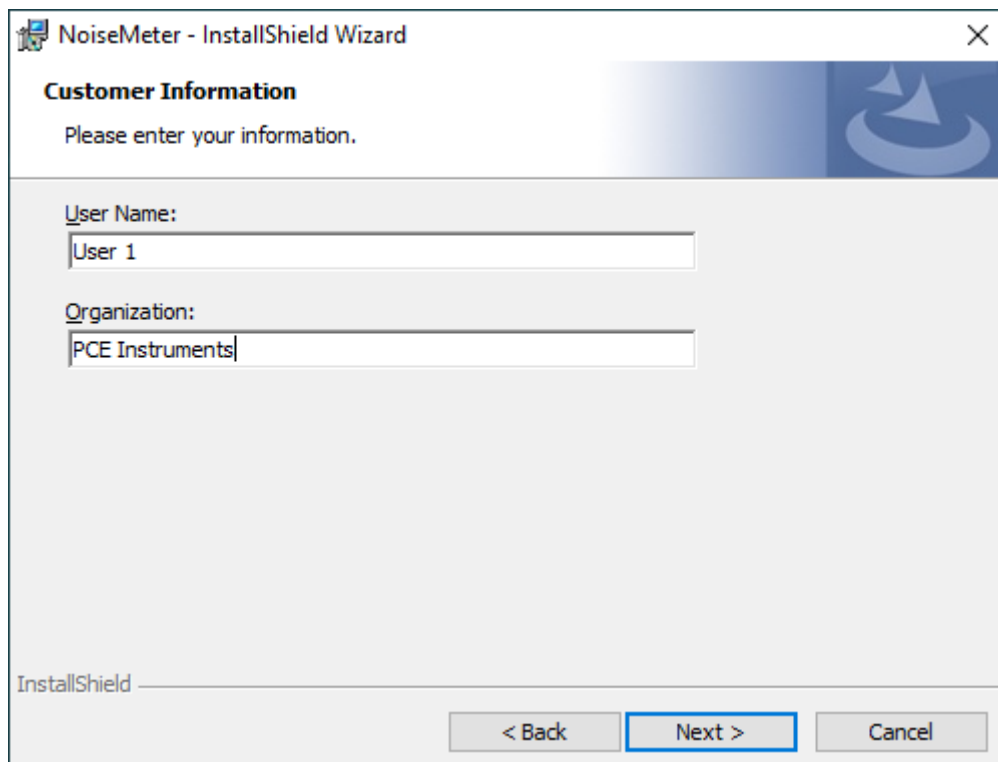 NoiseMeter - InstallShield Wizard
Customer Information
Please enter your information.
User Name:
User 1
Organization:
PCE Instruments
InstallShield
< Back Next > Cancel